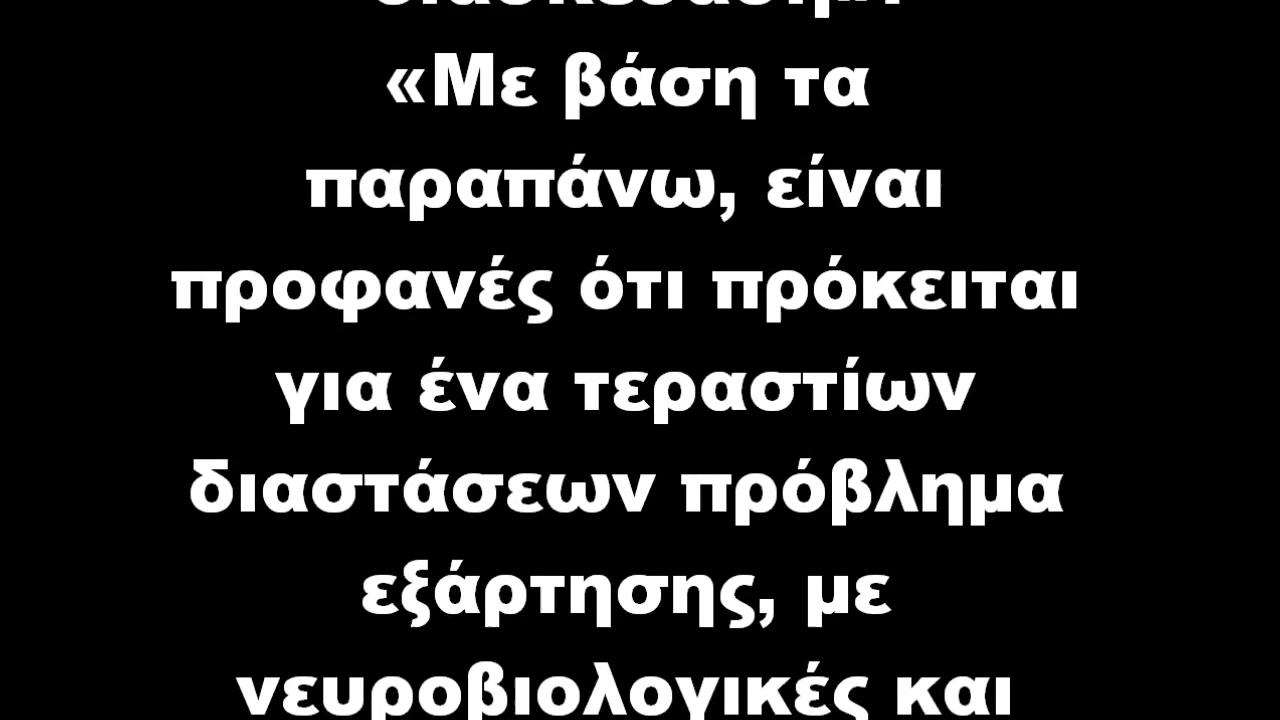 «Με βάση τα
παραπάνω, είναι
προφανές ότι πρόκειται
για ένα τεραστίων
διαστάσεων πρόβλημα
εξάρτησης, με
νευροβιολογικές και